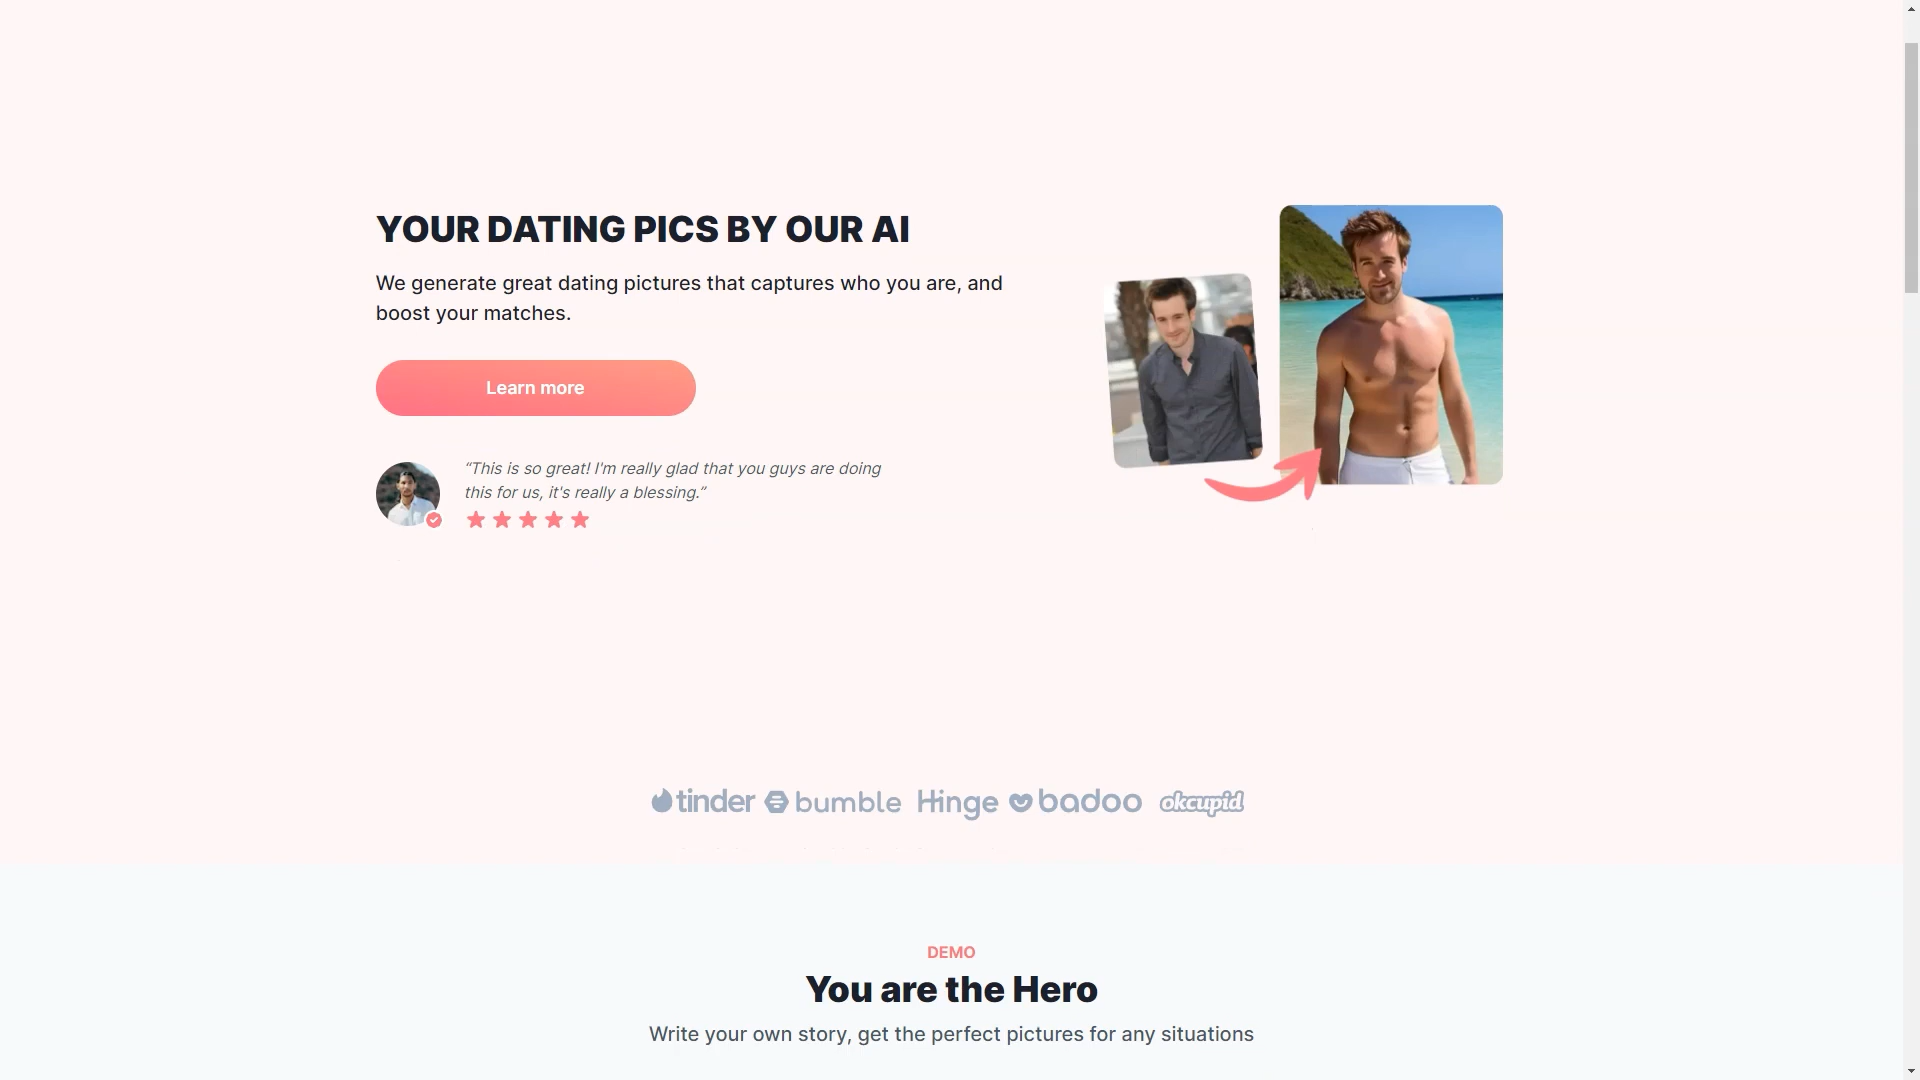 YOUR DATING PICS BY OUR AI
We generate great dating pictures that captures who you are, and
boost your matches.
Learn more
“This is so great! I'm really glad that you guys are doing
this for us, it's really a blessing.”
tinder bumble Hinge badoo okcupid
DEMO
You are the Hero
Write your own story, get the perfect pictures for any situations